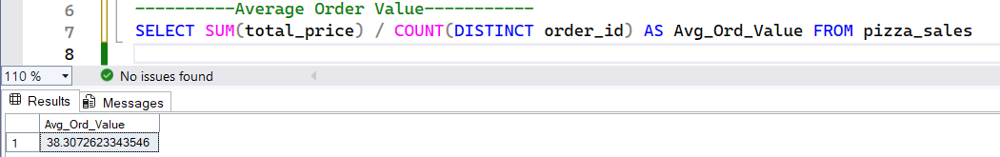 6 ----------Average Order Value-----------
7 SELECT SUM(total_price) / COUNT(DISTINCT order_id) AS Avg_Ord_Value FROM pizza_sales
8
110 % No issues found
Results Messages
Avg_Ord_Value
1 38.3072623343546